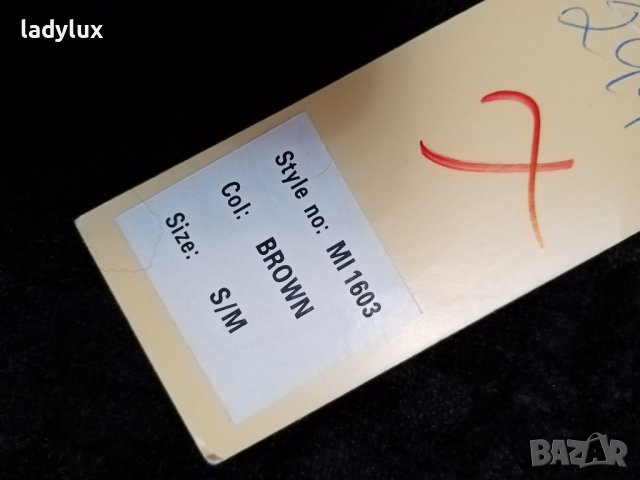 ladylux
Style no: MI 1603
Col: BROWN
Size: S/M
BAZAR